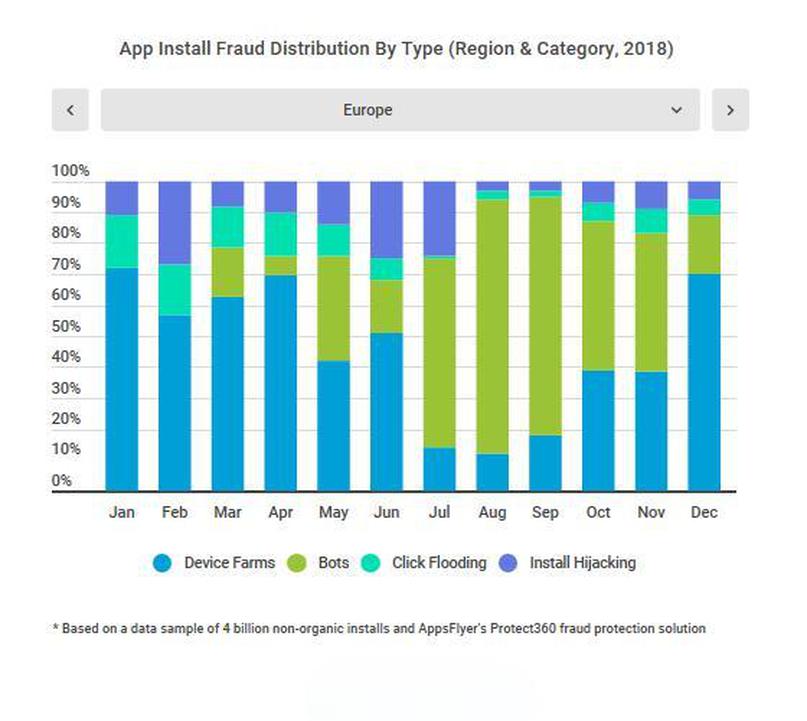 App Install Fraud Distribution By Type (Region & Category, 2018)
Europe
100%
90%
80%
70%
60%
50%
40%
30%
20%
10%
0%
Jan Feb Mar Apr May Jun Jul Aug Sep Oct Nov Dec
Device Farms Bots Click Flooding Install Hijacking
* Based on a data sample of 4 billion non-organic installs and AppsFlyer's Protect360 fraud protection solution